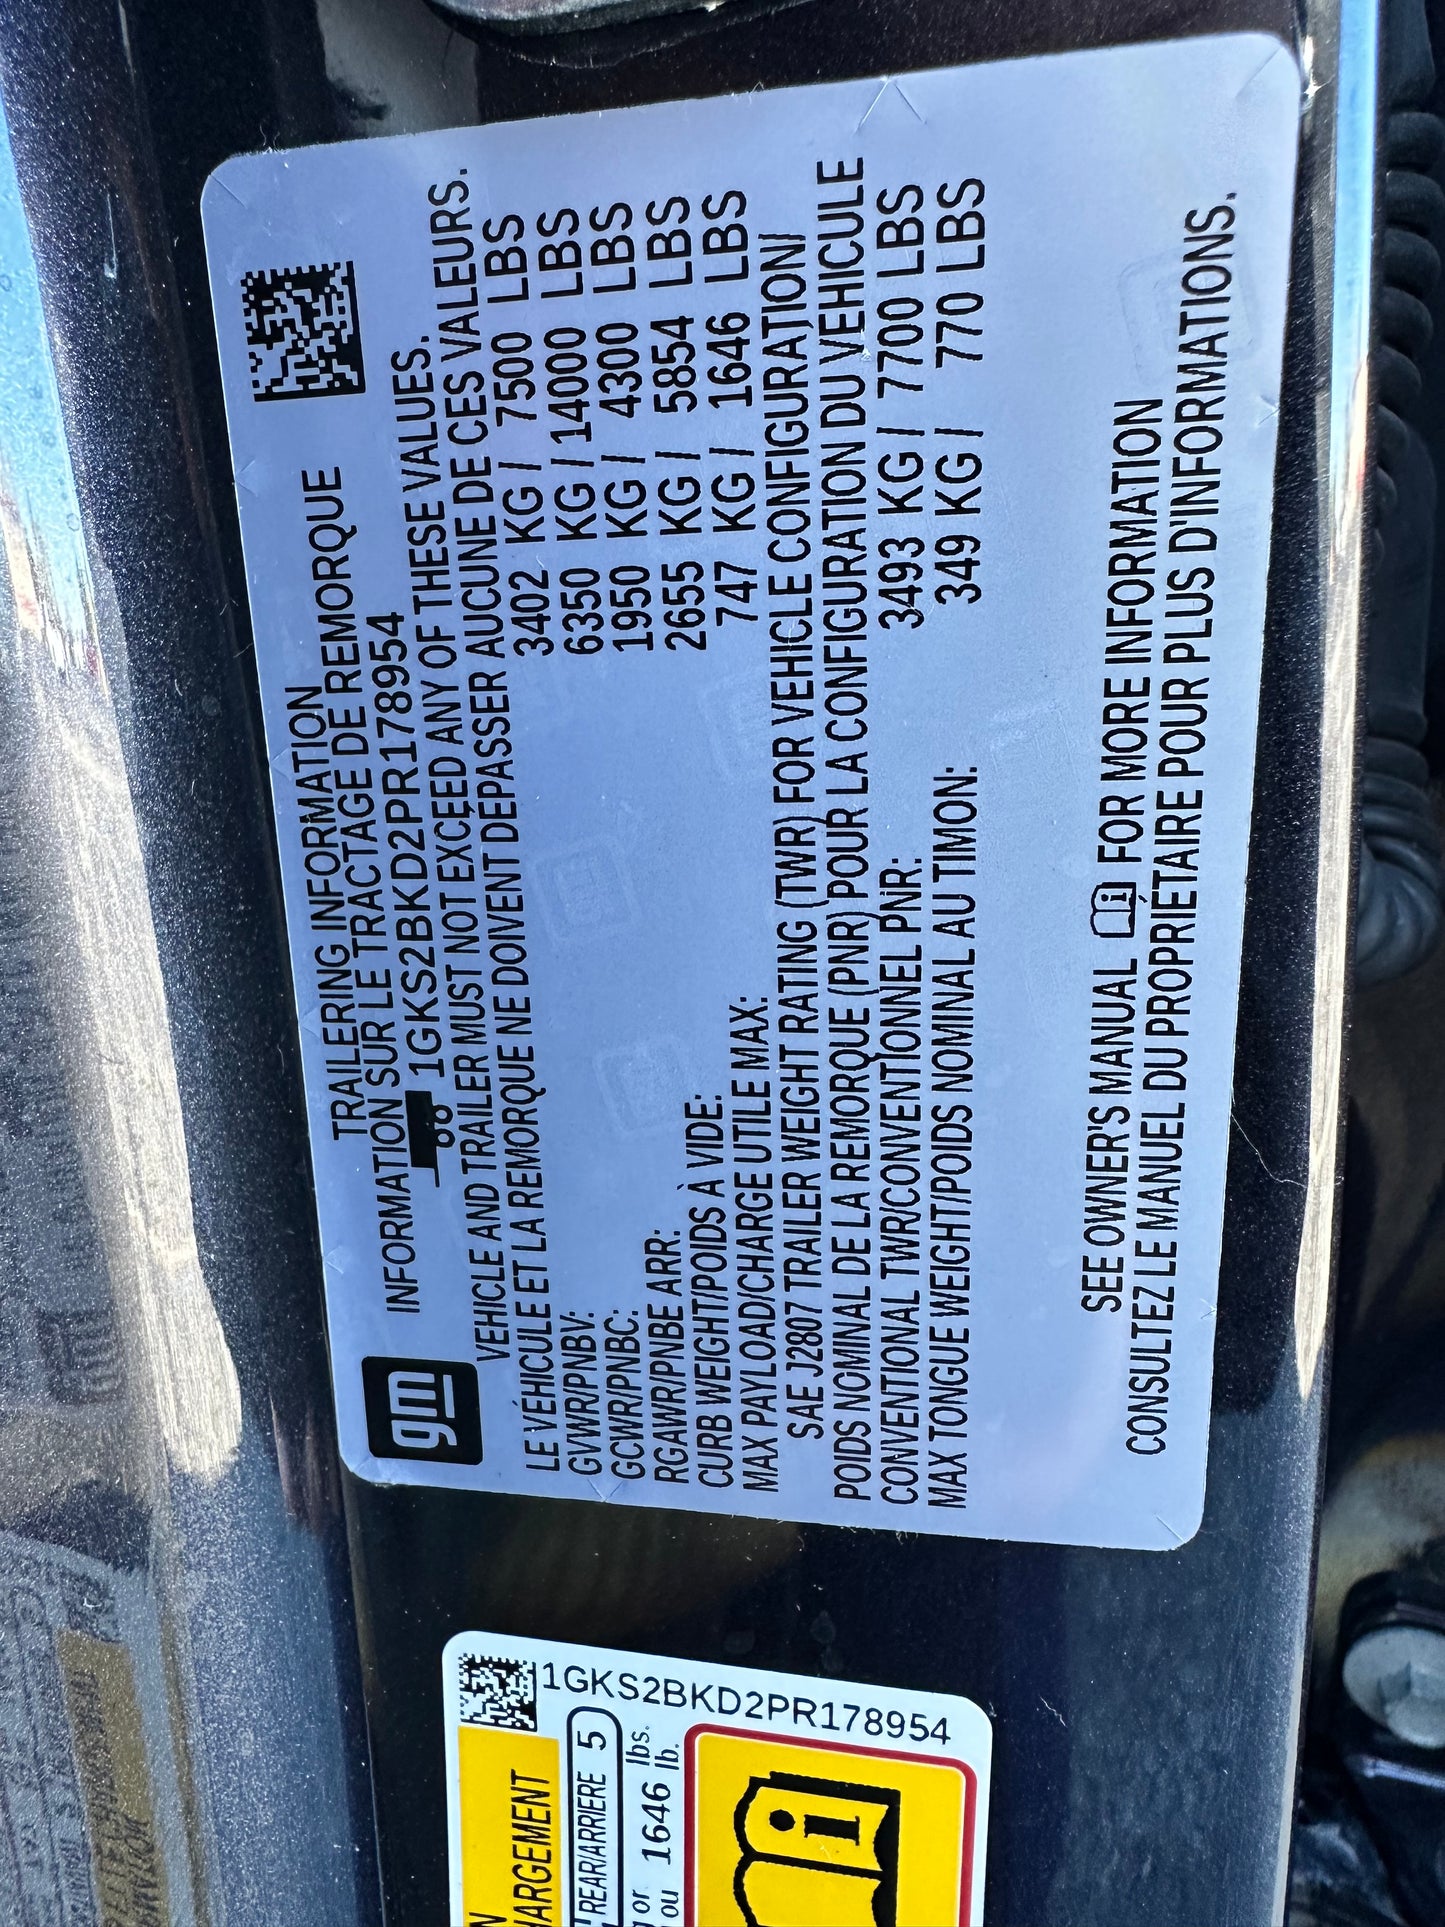 gm
TRAILERING INFORMATION
INFORMATION SUR LE TRACTAGE DE REMORQUE
1GKS2BKD2PR178954
VEHICLE AND TRAILER MUST NOT EXCEED ANY OF THESE VALUES.
LE VÉHICULE ET LA REMORQUE NE DOIVENT DEPASSER AUCUNE DE CES VALEURS.
GVWR/PNBV: 3402 KG / 7500 LBS
GCWR/PNBC: 6350 KG / 14000 LBS
RGAWR/PNBE ARR: 1950 KG / 4300 LBS
CURB WEIGHT/POIDS À VIDE: 2655 KG / 5854 LBS
MAX PAYLOAD/CHARGE UTILE MAX: 747 KG / 1646 LBS
SAE J2807 TRAILER WEIGHT RATING (TWR) FOR VEHICLE CONFIGURATION/
POIDS NOMINAL DE LA REMORQUE (PNR) POUR LA CONFIGURATION DU VEHICULE
CONVENTIONAL TWR/CONVENTIONNEL PNR: 3493 KG / 7700 LBS
MAX TONGUE WEIGHT/POIDS NOMINAL AU TIMON: 349 KG / 770 LBS
SEE OWNER'S MANUAL FOR MORE INFORMATION
CONSULTEZ LE MANUEL DU PROPRIÉTAIRE POUR PLUS D'INFORMATIONS.
1GKS2BKD2PR178954
REAR/ARRIERE 5
or 1646 lbs.
ou lb.